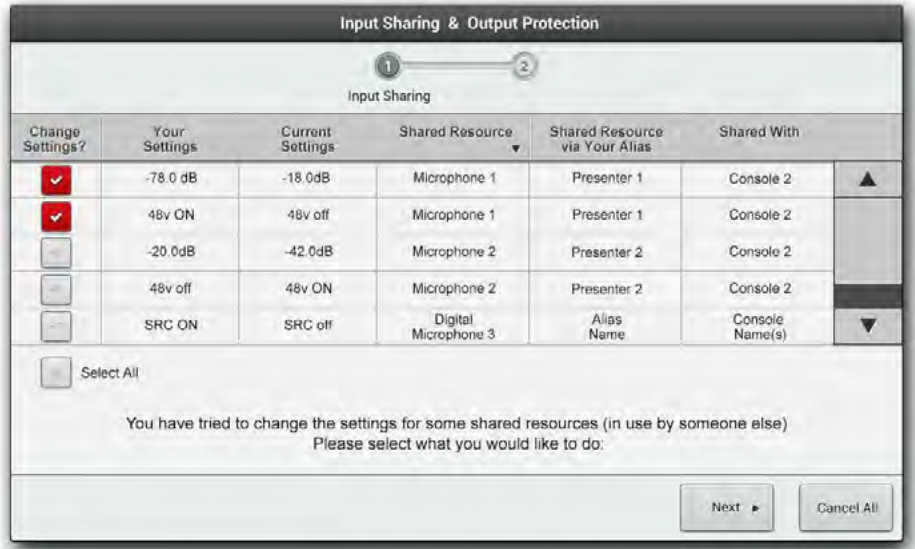 Input Sharing & Output Protection
1 2
Input Sharing
Change Settings? Your Settings Current Settings Shared Resource Shared Resource via Your Alias Shared With
-78.0 dB -18.0dB Microphone 1 Presenter 1 Console 2
48v ON 48v off Microphone 1 Presenter 1 Console 2
-20.0dB -42.0dB Microphone 2 Presenter 2 Console 2
48v off 48v ON Microphone 2 Presenter 2 Console 2
SRC ON SRC off Digital Microphone 3 Alias Name Console Name(s)
Select All
You have tried to change the settings for some shared resources (in use by someone else)
Please select what you would like to do:
Next Cancel All